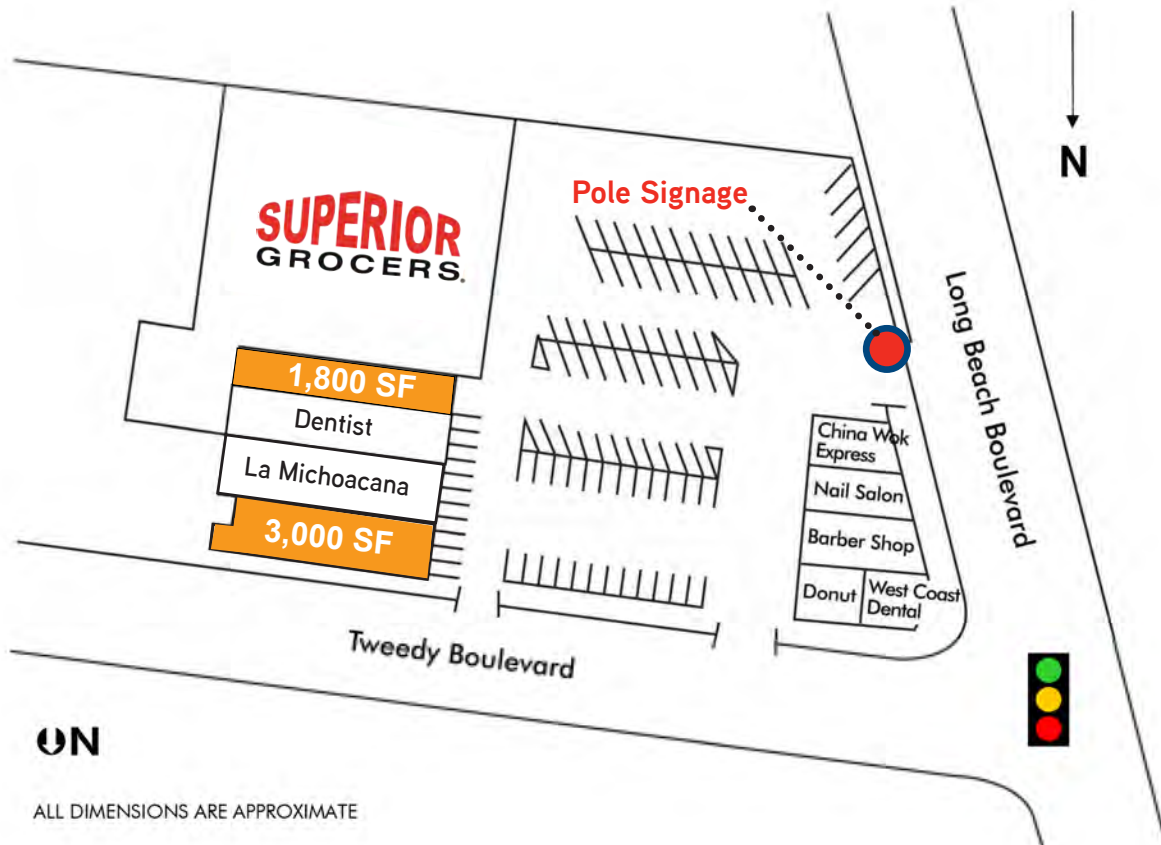 N
SUPERIOR
GROCERS.
Pole Signage
Long Beach Boulevard
1,800 SF
Dentist
La Michoacana
3,000 SF
China Wok
Express
Nail Salon
Barber Shop
Donut
West Coast
Dental
Tweedy Boulevard
N
ALL DIMENSIONS ARE APPROXIMATE